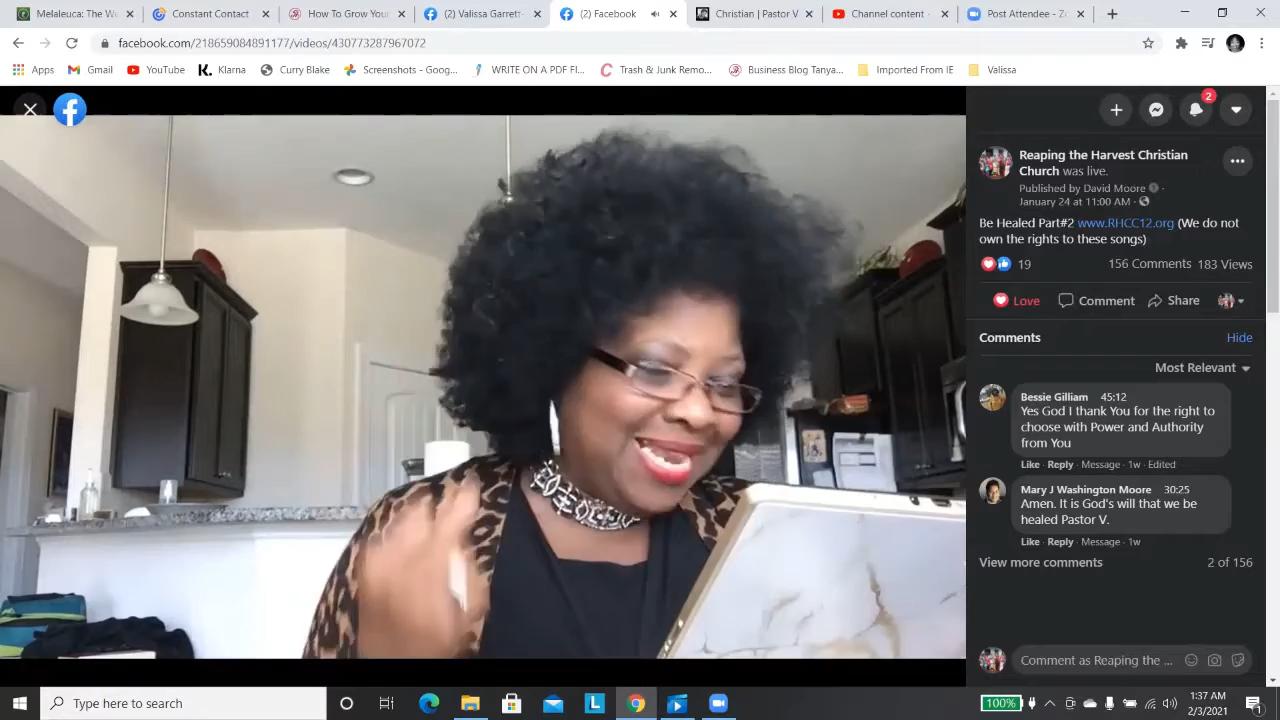 Melaleuca: The We
Constant Contact
How To Grow Your
(2) Valissa Garrett-
(2) Facebook
Christian | Pastor V
Channel content -
Post Attendee - Zo
facebook.com/218659084891177/videos/430773287967072
Apps
Gmail
YouTube
K.
Klarna
Curry Blake
Screenshots - Goog...
WRITE ON A PDF Fl...
Trash & Junk Remo...
Business Blog Tanya...
Imported From IE
Valissa
2
Reaping the Harvest Christian
Church was live.
Published by David Moore
January 24 at 11:00 AM ·
Be Healed Part#2 www.RHCC12.org (We do not
own the rights to these songs)
19
156 Comments 183 Views
Love
Comment
Share
Comments
Hide
Most Relevant
Bessie Gilliam 45:12
Yes God I thank You for the right to
choose with Power and Authority
from You
Like · Reply · Message · 1w · Edited
Mary J Washington Moore 30:25
Amen. It is God's will that we be
healed Pastor V.
Like · Reply · Message · 1w
View more comments
2 of 156
Comment as Reaping the ...
Type here to search
L
100%
1:37 AM
2/3/2021
1